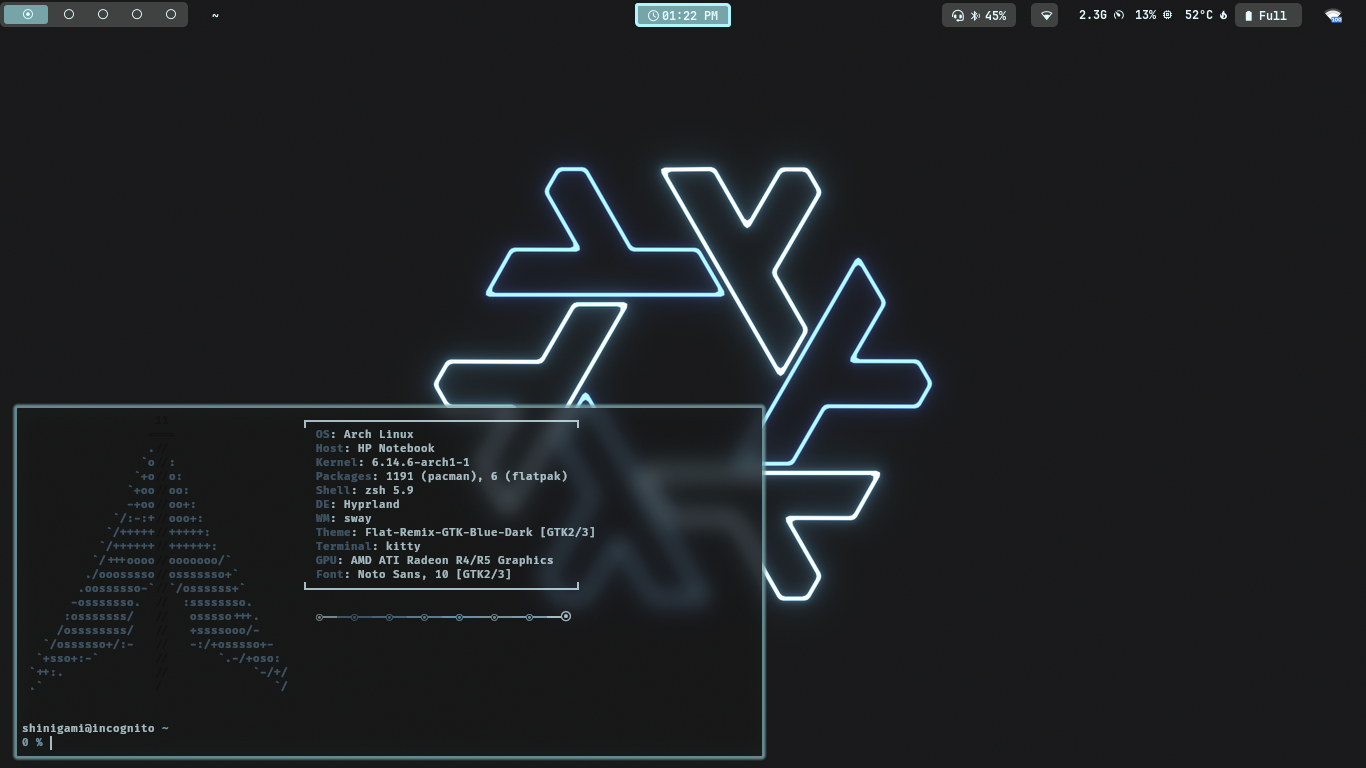 ~
01:22 PM
45%
2.3G
13%
52°C
Full
OS: Arch Linux
Host: HP Notebook
Kernel: 6.14.6-arch1-1
Packages: 1191 (pacman), 6 (flatpak)
Shell: zsh 5.9
DE: Hyprland
WM: sway
Theme: Flat-Remix-GTK-Blue-Dark [GTK2/3]
Terminal: kitty
GPU: AMD ATI Radeon R4/R5 Graphics
Font: Noto Sans, 10 [GTK2/3]
shinigami@incognito ~
0 %